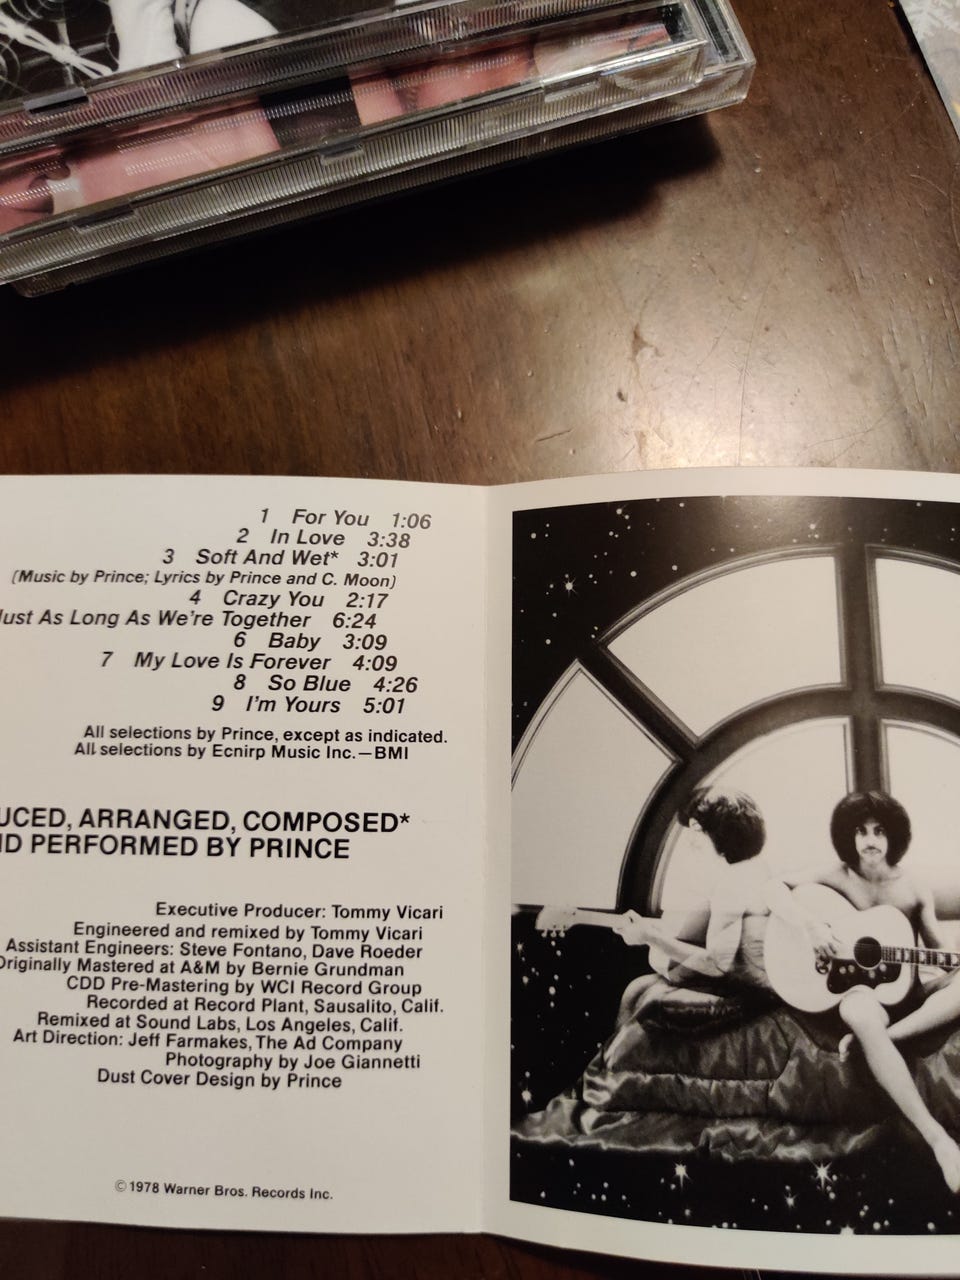 1 For You 1:06
2 In Love 3:38
3 Soft And Wet* 3:01
(Music by Prince; Lyrics by Prince and C. Moon)
4 Crazy You 2:17
Just As Long As We're Together 6:24
6 Baby 3:09
7 My Love Is Forever 4:09
8 So Blue 4:26
9 I'm Yours 5:01
All selections by Prince, except as indicated.
All selections by Ecnirp Music Inc.—BMI
UCED, ARRANGED, COMPOSED*
ND PERFORMED BY PRINCE
Executive Producer: Tommy Vicari
Engineered and remixed by Tommy Vicari
Assistant Engineers: Steve Fontano, Dave Roeder
Originally Mastered at A&M by Bernie Grundman
CDD Pre-Mastering by WCI Record Group
Recorded at Record Plant, Sausalito, Calif.
Remixed at Sound Labs, Los Angeles, Calif.
Art Direction: Jeff Farmakes, The Ad Company
Photography by Joe Giannetti
Dust Cover Design by Prince
©1978 Warner Bros. Records Inc.